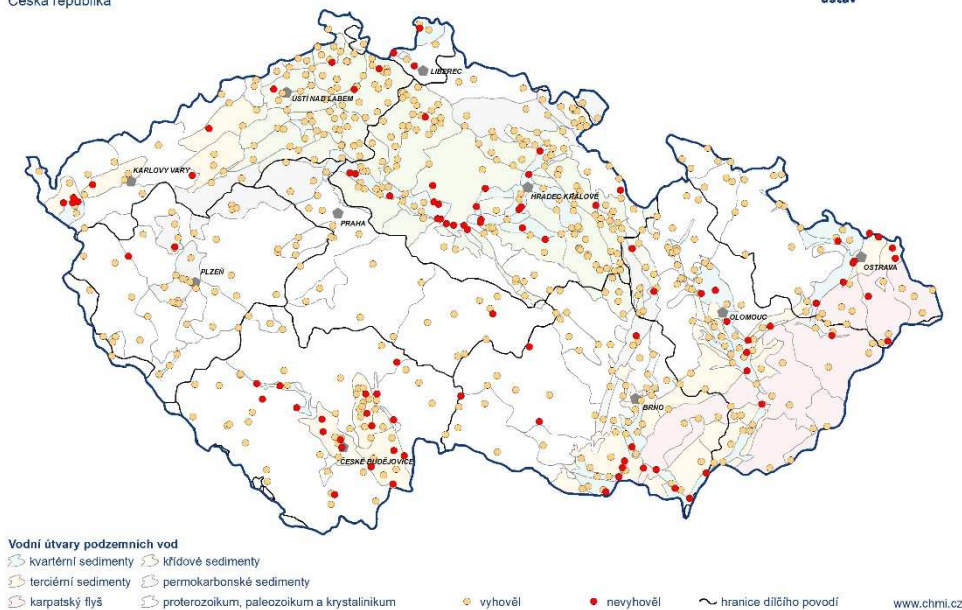 Česká republika
ústav
LIBEREC
ÚSTÍ NAD LABEM
KARLOVY VARY
HRADEC KRÁLOVÉ
PRAHA
PLZEŇ
OSTRAVA
OLOMOUC
BRNO
ČESKÉ BUDĚJOVICE
Vodní útvary podzemních vod
kvartérní sedimenty křídové sedimenty
terciérní sedimenty permokarbonské sedimenty
karpatský flyš proterozoikum, paleozoikum a krystalinikum vyhověl nevyhověl hranice dílčího povodí www.chmi.cz